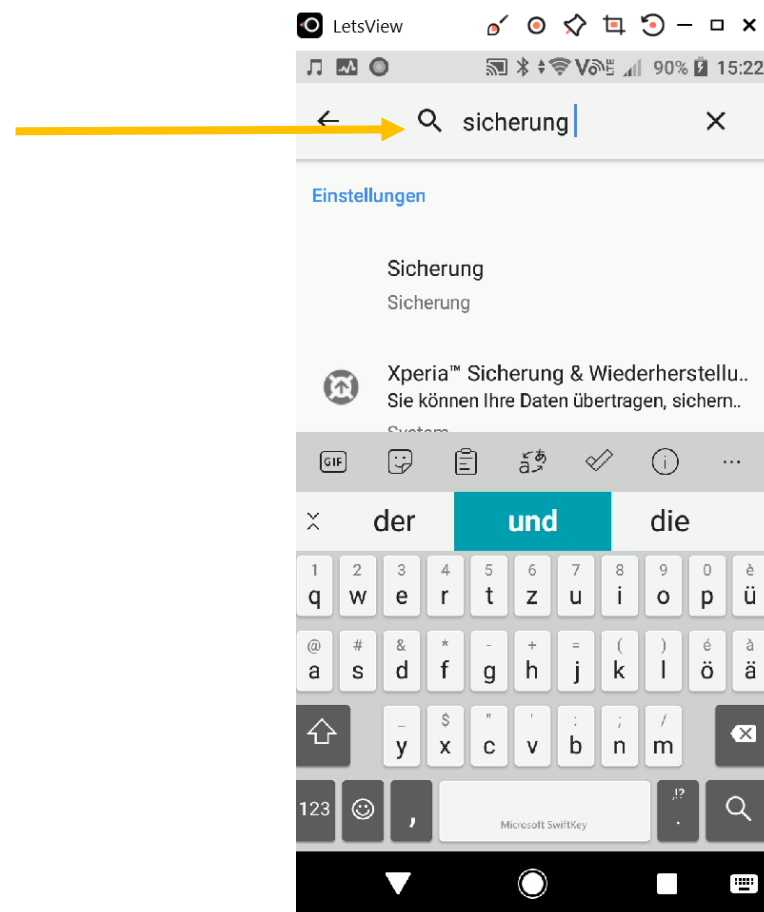 LetsView
90% 15:22
sicherung
Einstellungen
Sicherung
Sicherung
Xperia™ Sicherung & Wiederherstellu..
Sie können Ihre Daten übertragen, sichern..
System
GIF
der und die
1 2 3 4 5 6 7 8 9 0 è
q w e r t z u i o p ü
@ # & * - + = ( ) é à
a s d f g h j k l ö ä
_ $ " ' : ; /
y x c v b n m
,!?
123 , Microsoft SwiftKey .